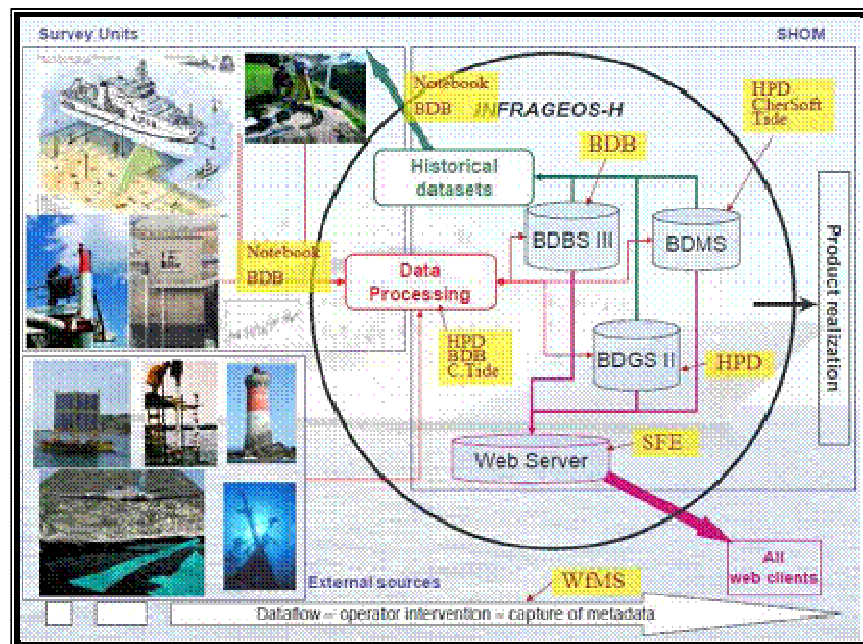 Survey Units
SHOM
Notebook
BDB
INFRAGEOS-H
HPD
CherSoft
Tide
BDB
Historical
datasets
BDBS III
BDMS
Notebook
BDB
Data
Processing
HPD
BDB
C.Tide
BDGS II
HPD
Product realization
SFE
Web Server
All
web clients
External sources
WfMS
Dataflow – operator intervention – capture of metadata